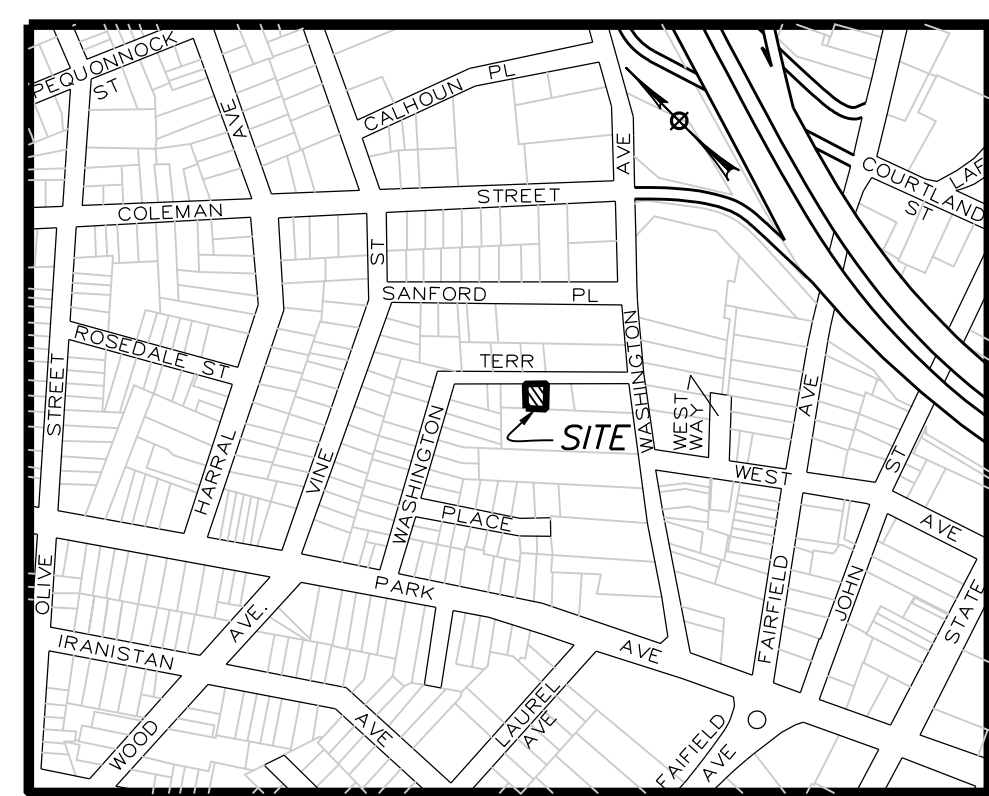 PEQUONNOCK
ST
AVE
CALHOUN PL
AVE
COURTLAND
ST
COLEMAN
STREET
ST
SANFORD PL
ROSEDALE ST
TERR
WASHINGTON
STREET
WEST
WAY
AVE
SITE
HARRAL
VINE
WASHINGTON
WEST
ST
PLACE
AVE
OLIVE
PARK
FAIRFIELD
JOHN
STATE
AVE.
IRANISTAN
AVE
LAUREL
AVE
AVE
WOOD
FAIFIELD
AVE